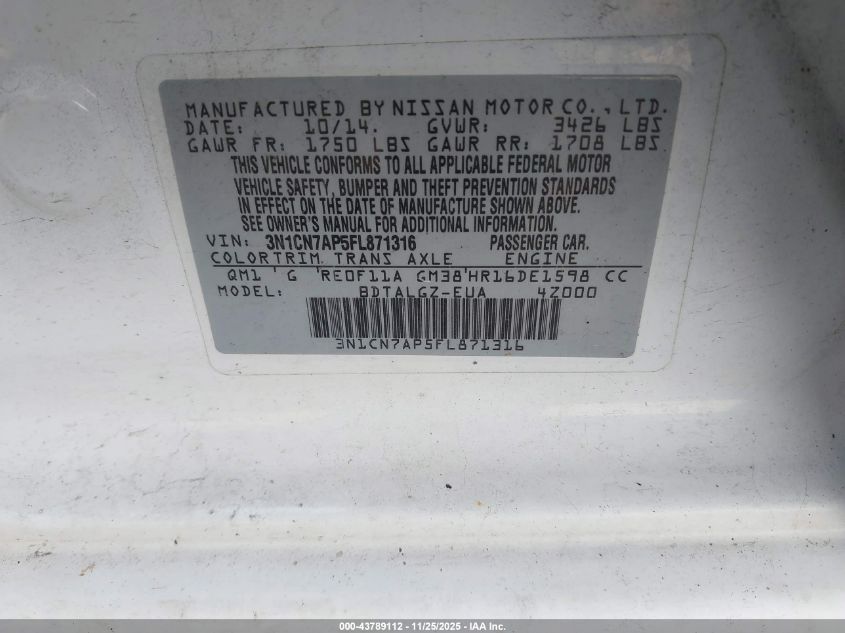 MANUFACTURED BY NISSAN MOTOR CO., LTD.
DATE: 10/14. GVWR: 3426 LBS
GAWR FR: 1750 LBS GAWR RR: 1708 LBS
THIS VEHICLE CONFORMS TO ALL APPLICABLE FEDERAL MOTOR
VEHICLE SAFETY, BUMPER AND THEFT PREVENTION STANDARDS
IN EFFECT ON THE DATE OF MANUFACTURE SHOWN ABOVE.
SEE OWNER'S MANUAL FOR ADDITIONAL INFORMATION.
VIN: 3N1CN7AP5FL871316 PASSENGER CAR.
COLOR TRIM TRANS AXLE ENGINE
QM1 'G 'RE0F11A GM38'HR16DE1598 CC
MODEL: BDTALGZ-EUA 4Z000
3N1CN7AP5FL871316
000-43789112 - 11/25/2025 - IAA Inc.